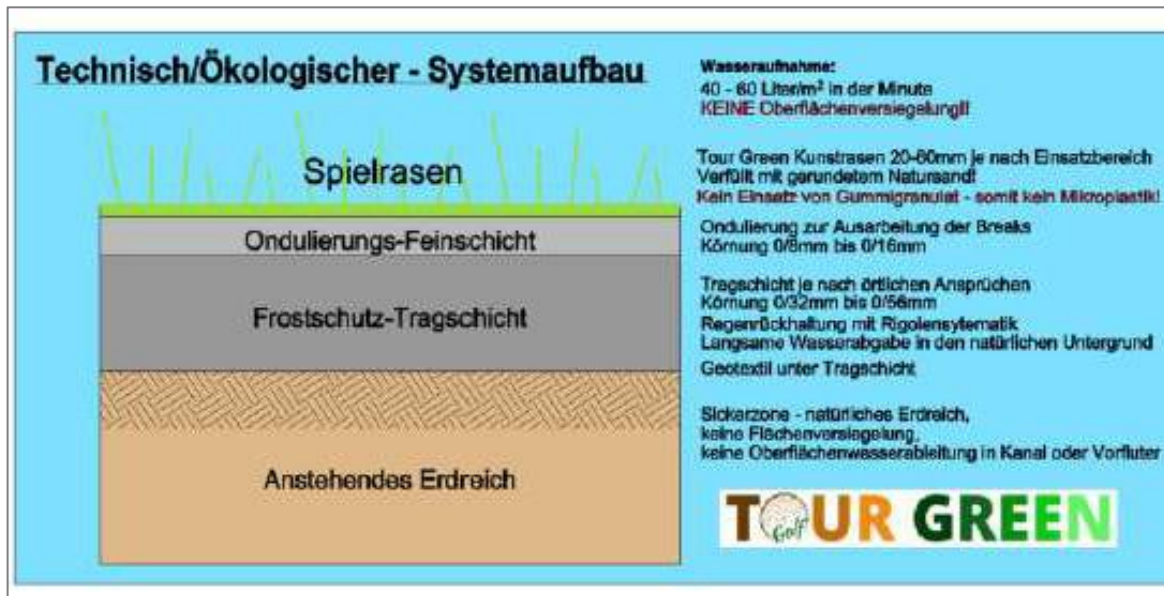 Technisch/Ökologischer - Systemaufbau
Spielrasen
Ondulierungs-Feinschicht
Frostschutz-Tragschicht
Anstehendes Erdreich
Wasseraufnahme:
40 - 60 Liter/m² in der Minute
KEINE Oberflächenversiegelung!!
Tour Green Kunstrasen 20-60mm je nach Einsatzbereich
Verfüllt mit gerundetem Natursand!
Kein Einsatz von Gummigranulat - somit kein Mikroplastik!
Ondulierung zur Ausarbeitung der Breaks
Körnung 0/8mm bis 0/16mm
Tragschicht je nach örtlichen Ansprüchen
Körnung 0/32mm bis 0/56mm
Regenrückhaltung mit Rigolensytematik
Langsame Wasserabgabe in den natürlichen Untergrund
Geotextil unter Tragschicht
Sickerzone - natürliches Erdreich,
keine Flächenversiegelung,
keine Oberflächenwasserableitung in Kanal oder Vorfluter
TOUR GREEN
Golf